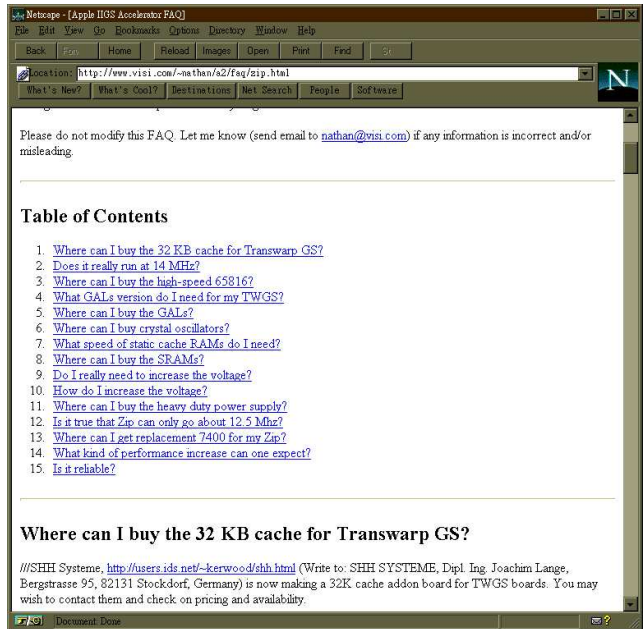 Netscape - [Apple IIGS Accelerator FAQ]
File Edit View Go Bookmarks Options Directory Window Help
Back Home Reload Images Open Print Find
Location: http://www.visi.com/~nathan/a2/faq/zip.html
N
What's New? What's Cool? Destinations Net Search People Software
Please do not modify this FAQ. Let me know (send email to nathan@visi.com) if any information is incorrect and/or
misleading.
Table of Contents
1. Where can I buy the 32 KB cache for Transwarp GS?
2. Does it really run at 14 MHz?
3. Where can I buy the high-speed 65816?
4. What GALs version do I need for my TWGS?
5. Where can I buy the GALs?
6. Where can I buy crystal oscillators?
7. What speed of static cache RAMs do I need?
8. Where can I buy the SRAMs?
9. Do I really need to increase the voltage?
10. How do I increase the voltage?
11. Where can I buy the heavy duty power supply?
12. Is it true that Zip can only go about 12.5 Mhz?
13. Where can I get replacement 7400 for my Zip?
14. What kind of performance increase can one expect?
15. Is it reliable?
Where can I buy the 32 KB cache for Transwarp GS?
///SHH Systeme, http://users.ids.net/~kerwood/shh.html (Write to: SHH SYSTEME, Dipl. Ing. Joachim Lange,
Bergstrasse 95, 82131 Stockdorf, Germany) is now making a 32K cache addon board for TWGS boards. You may
wish to contact them and check on pricing and availability.
Document: Done